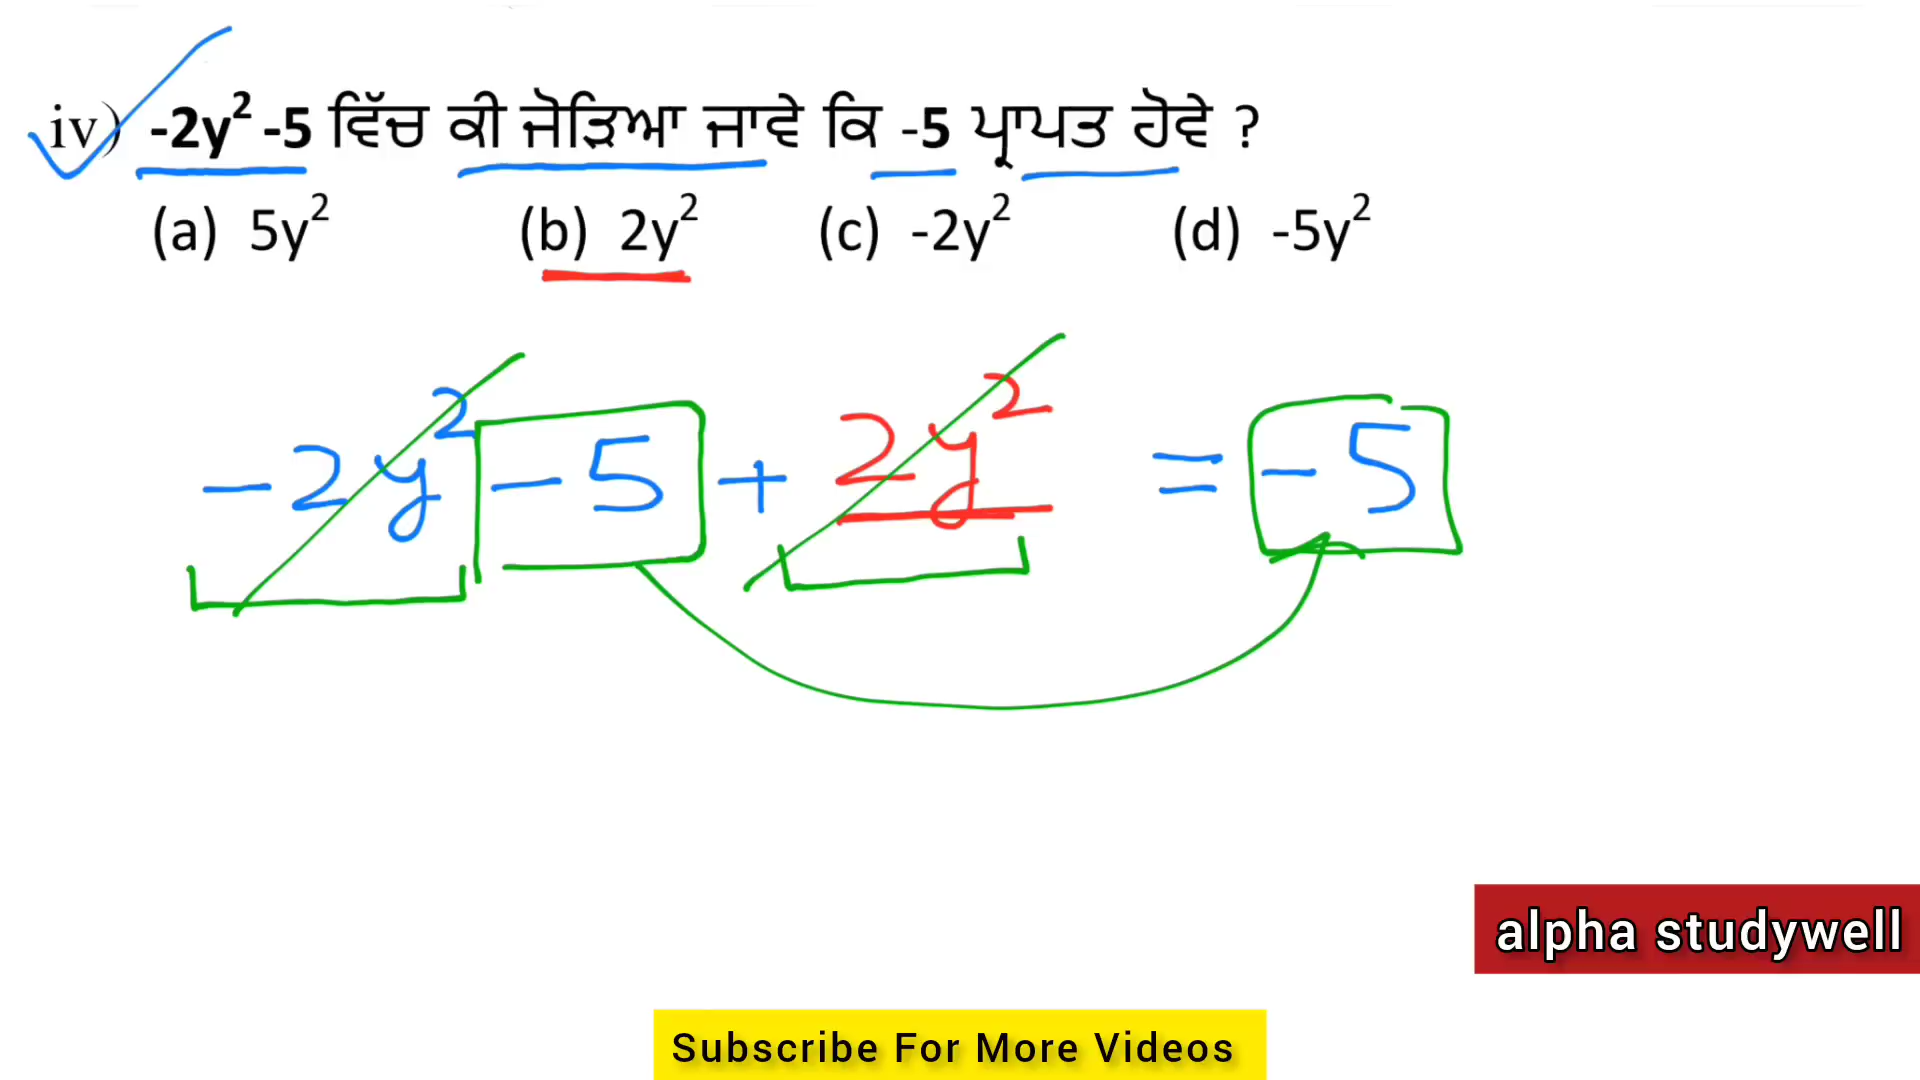 iv) -2y² -5 ਵਿੱਚ ਕੀ ਜੋੜਿਆ ਜਾਵੇ ਕਿ -5 ਪ੍ਰਾਪਤ ਹੋਵੇ ?
(a) 5y² (b) 2y² (c) -2y² (d) -5y²
-2y² -5 + 2y² = -5
alpha studywell
Subscribe For More Videos